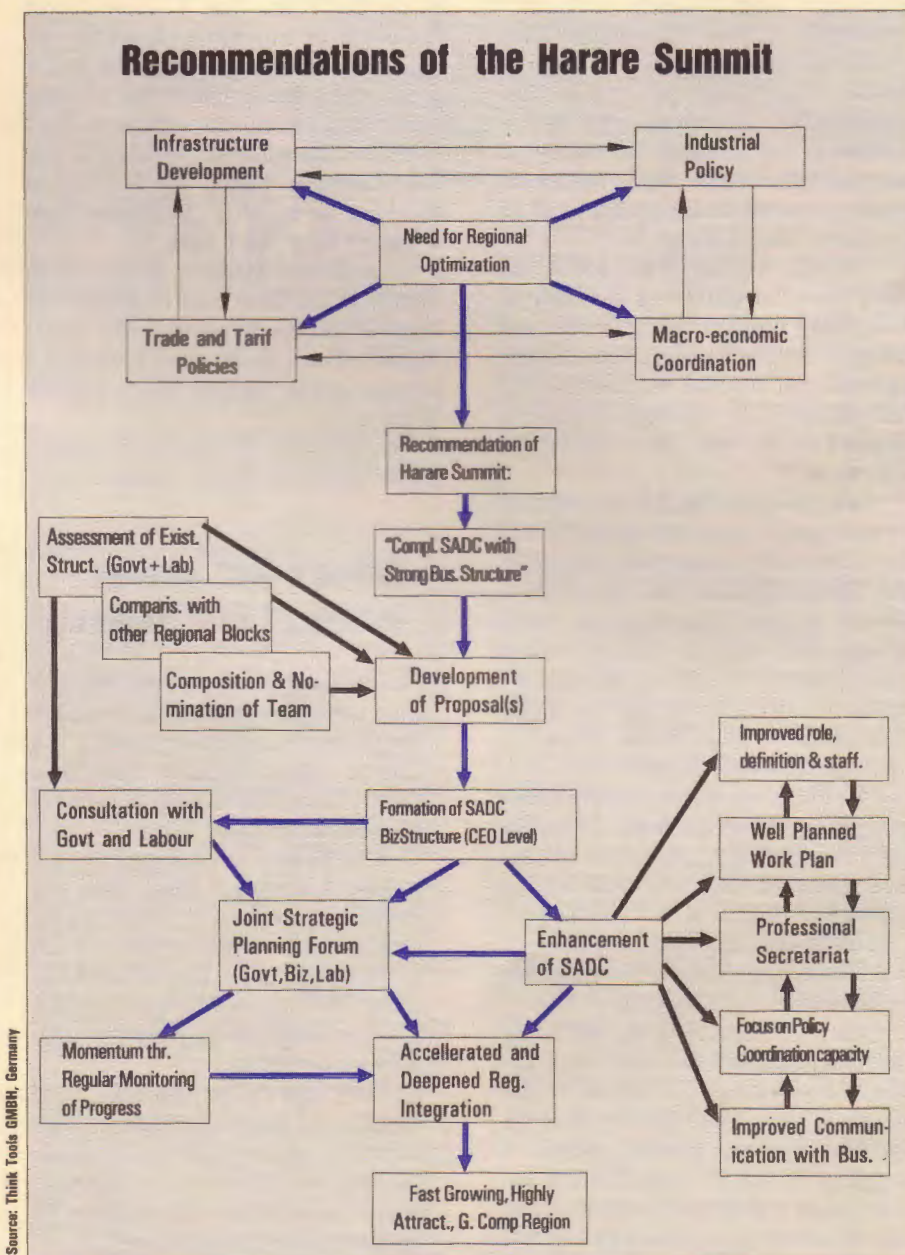 Recommendations of the Harare Summit
Infrastructure
Development
Industrial
Policy
Need for Regional
Optimization
Trade and Tarif
Policies
Macro-economic
Coordination
Recommendation of
Harare Summit:
"Compl. SADC with
Strong Bus. Structure"
Assessment of Exist.
Struct. (Govt + Lab)
Comparis. with
other Regional Blocks
Composition & No-
mination of Team
Development
of Proposal(s)
Improved role,
definition & staff.
Consultation with
Govt and Labour
Formation of SADC
BizStructure (CEO Level)
Well Planned
Work Plan
Joint Strategic
Planning Forum
(Govt, Biz, Lab)
Enhancement
of SADC
Professional
Secretariat
Focus on Policy
Coordination capacity
Momentum thr.
Regular Monitoring
of Progress
Accellerated and
Deepened Reg.
Integration
Improved Commun-
ication with Bus.
Fast Growing, Highly
Attract., G. Comp Region
Source: Think Tools GMBH, Germany